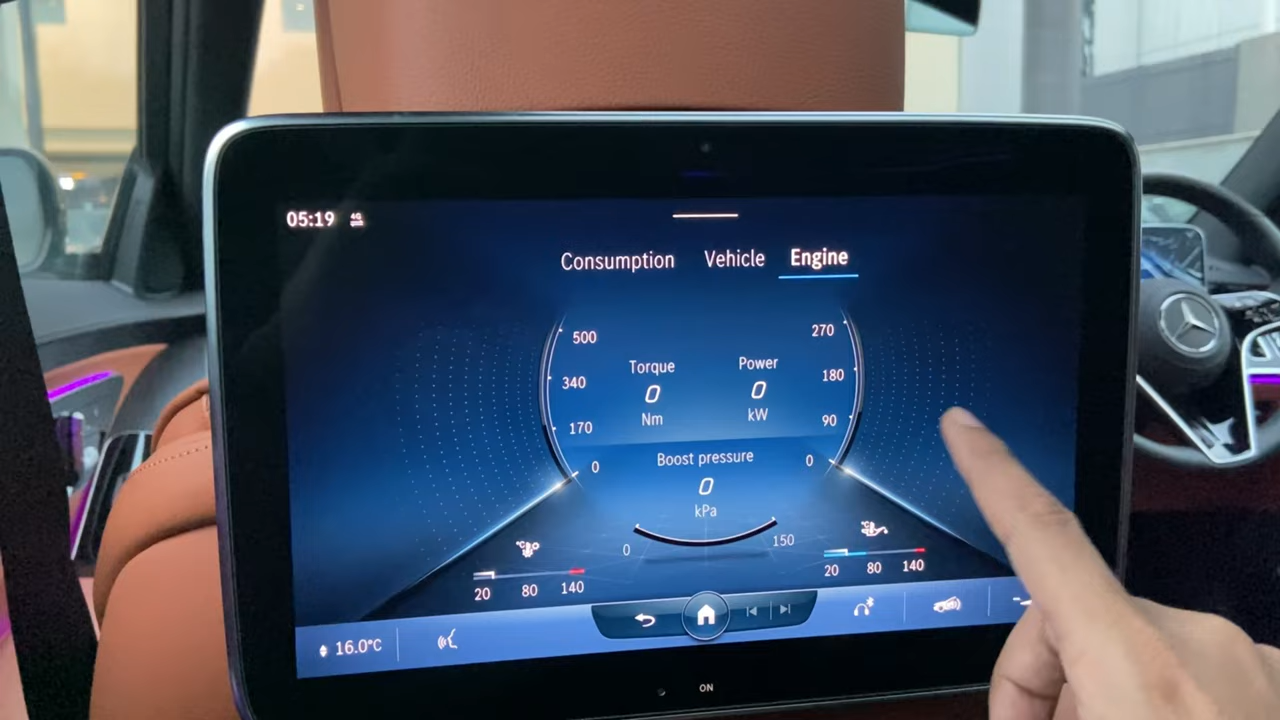 05:19 4G
Consumption Vehicle Engine
500 270
Torque Power
340 0 0 180
Nm kW
170 90
0 Boost pressure 0
0
kPa
0 150
°C °C
20 80 140 20 80 140
16.0°C
ON